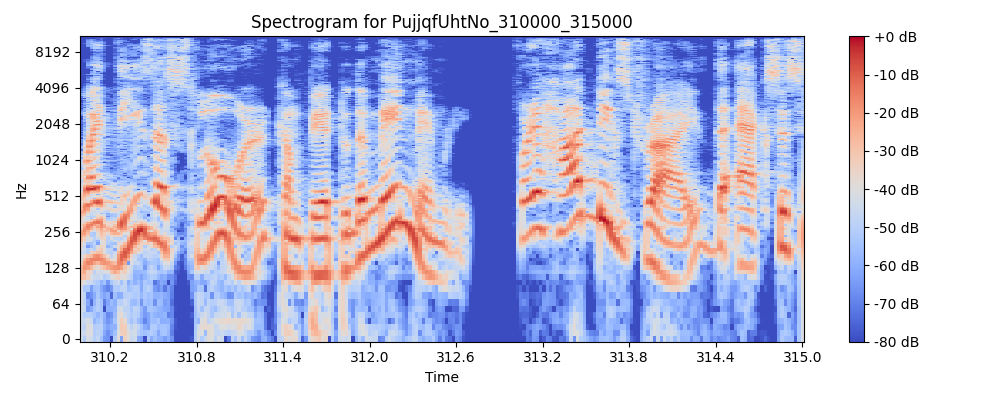 Spectrogram for PujjqfUhtNo_310000_315000
8192
4096
2048
1024
512
256
128
64
0
Hz
310.2 310.8 311.4 312.0 312.6 313.2 313.8 314.4 315.0
Time
+0 dB
-10 dB
-20 dB
-30 dB
-40 dB
-50 dB
-60 dB
-70 dB
-80 dB